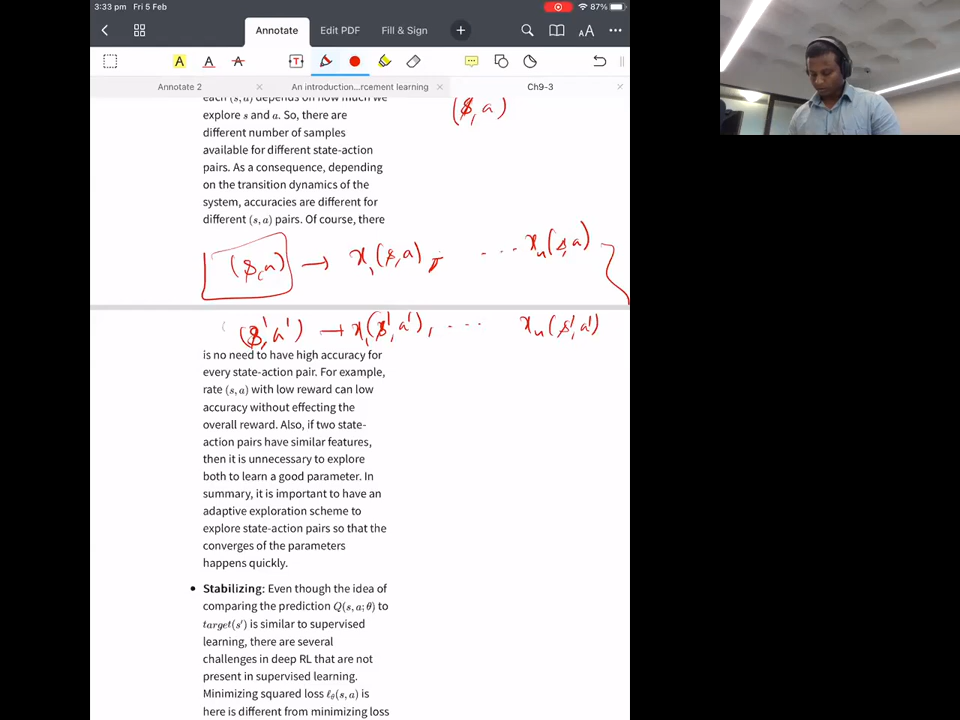 3:33 pm Fri 5 Feb
87%
Annotate
Edit PDF
Fill & Sign
Annotate 2
An introduction...rcement learning
Ch9-3
each (s, a) depends on how much we
explore s and a. So, there are
different number of samples
available for different state-action
pairs. As a consequence, depending
on the transition dynamics of the
system, accuracies are different for
different (s, a) pairs. Of course, there
(s, a)
(s, a) → x₁(s, a), ... xₙ(s, a)
(s', a') → x₁(s', a'), ... xₙ(s', a')
is no need to have high accuracy for
every state-action pair. For example,
rate (s, a) with low reward can low
accuracy without effecting the
overall reward. Also, if two state-
action pairs have similar features,
then it is unnecessary to explore
both to learn a good parameter. In
summary, it is important to have an
adaptive exploration scheme to
explore state-action pairs so that the
converges of the parameters
happens quickly.
• Stabilizing: Even though the idea of
comparing the prediction Q(s, a; θ) to
target(s') is similar to supervised
learning, there are several
challenges in deep RL that are not
present in supervised learning.
Minimizing squared loss ℓ_θ(s, a) is
here is different from minimizing loss